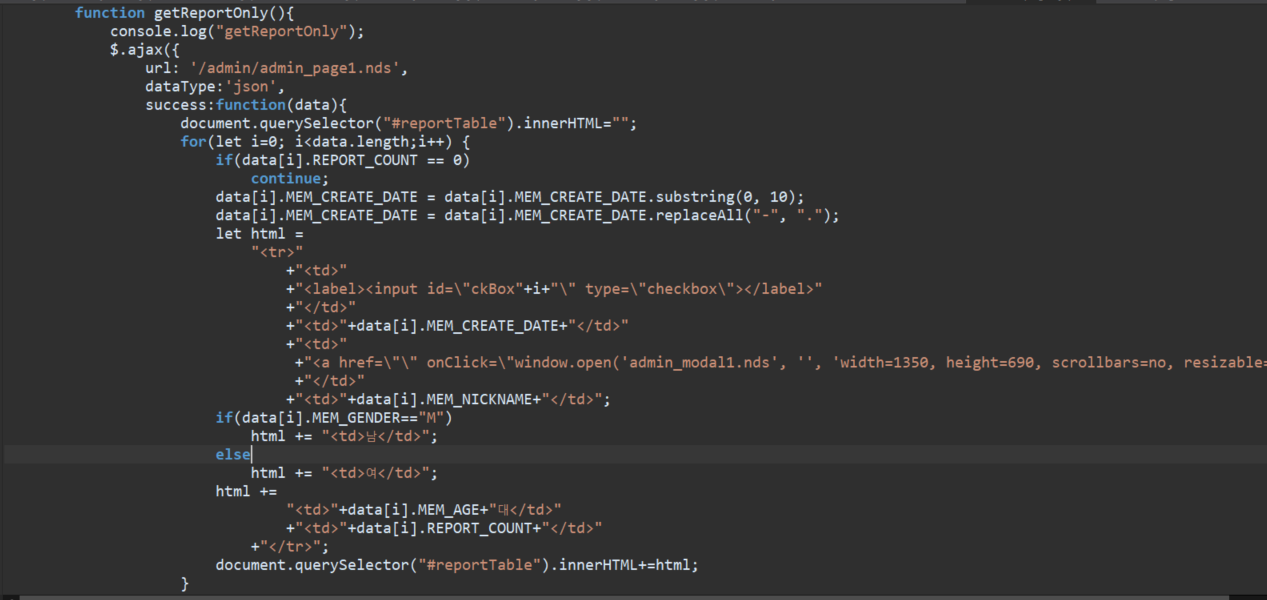 function getReportOnly(){
console.log("getReportOnly");
$.ajax({
url: '/admin/admin_page1.nds',
dataType:'json',
success:function(data){
document.querySelector("#reportTable").innerHTML="";
for(let i=0; i<data.length;i++) {
if(data[i].REPORT_COUNT == 0)
continue;
data[i].MEM_CREATE_DATE = data[i].MEM_CREATE_DATE.substring(0, 10);
data[i].MEM_CREATE_DATE = data[i].MEM_CREATE_DATE.replaceAll("-", ".");
let html =
"<tr>"
+"<td>"
+"<label><input id=\"ckBox"+i+"\" type=\"checkbox\"></label>"
+"</td>"
+"<td>"+data[i].MEM_CREATE_DATE+"</td>"
+"<td>"
+"<a href=\"\" onClick=\"window.open('admin_modal1.nds', '', 'width=1350, height=690, scrollbars=no, resizable=
+"</td>"
+"<td>"+data[i].MEM_NICKNAME+"</td>";
if(data[i].MEM_GENDER=="M")
html += "<td>남</td>";
else
html += "<td>여</td>";
html +=
"<td>"+data[i].MEM_AGE+"대</td>"
+"<td>"+data[i].REPORT_COUNT+"</td>"
+"</tr>";
document.querySelector("#reportTable").innerHTML+=html;
}